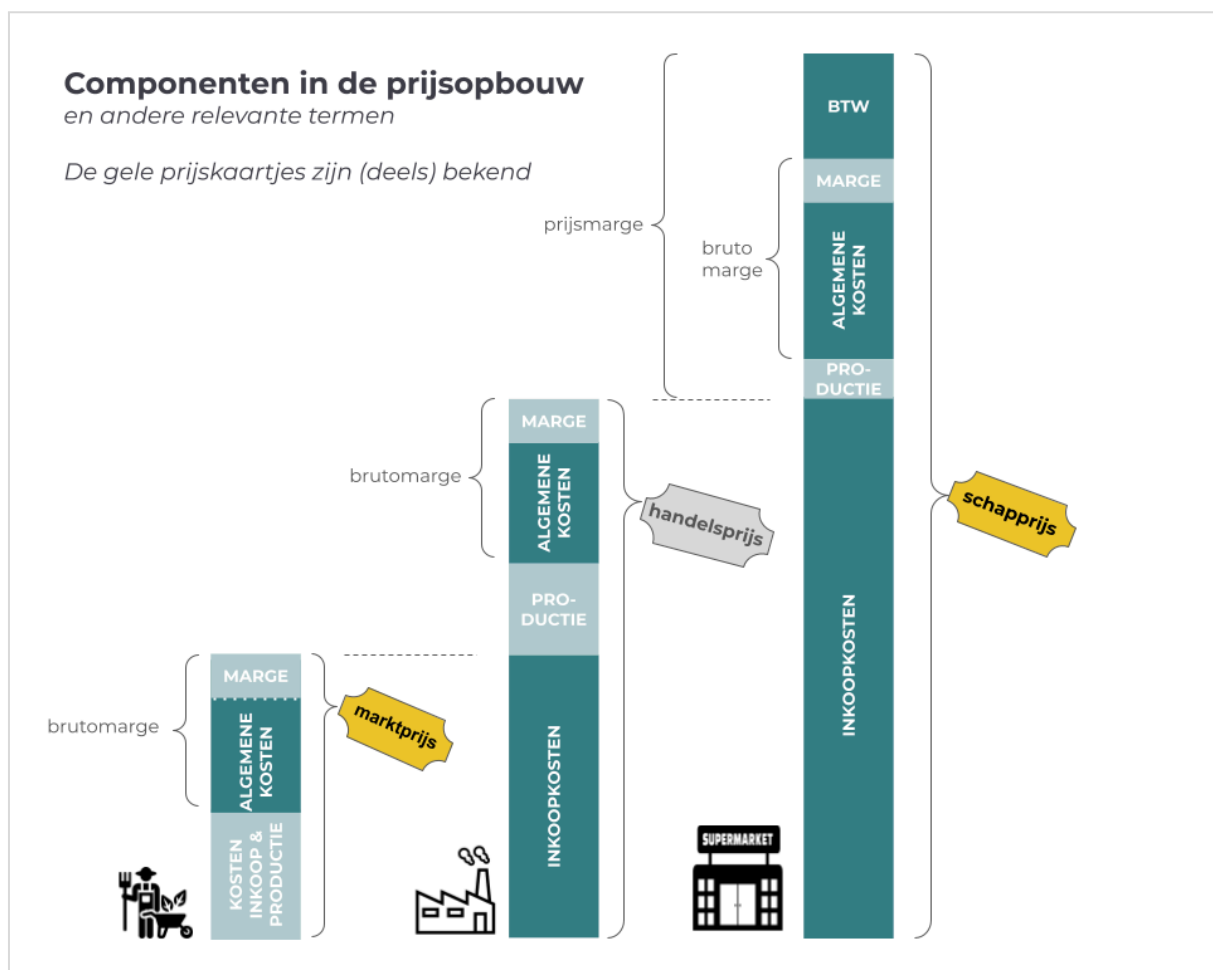 Componenten in de prijsopbouw
en andere relevante termen
De gele prijskaartjes zijn (deels) bekend
BTW
MARGE
prijsmarge
bruto
marge
ALGEMENE
KOSTEN
PRO-
DUCTIE
MARGE
brutomarge
ALGEMENE
KOSTEN
handelsprijs
schapprijs
PRO-
DUCTIE
INKOOPKOSTEN
MARGE
brutomarge
marktprijs
ALGEMENE
KOSTEN
INKOOPKOSTEN
KOSTEN
INKOOP &
PRODUCTIE
SUPERMARKET